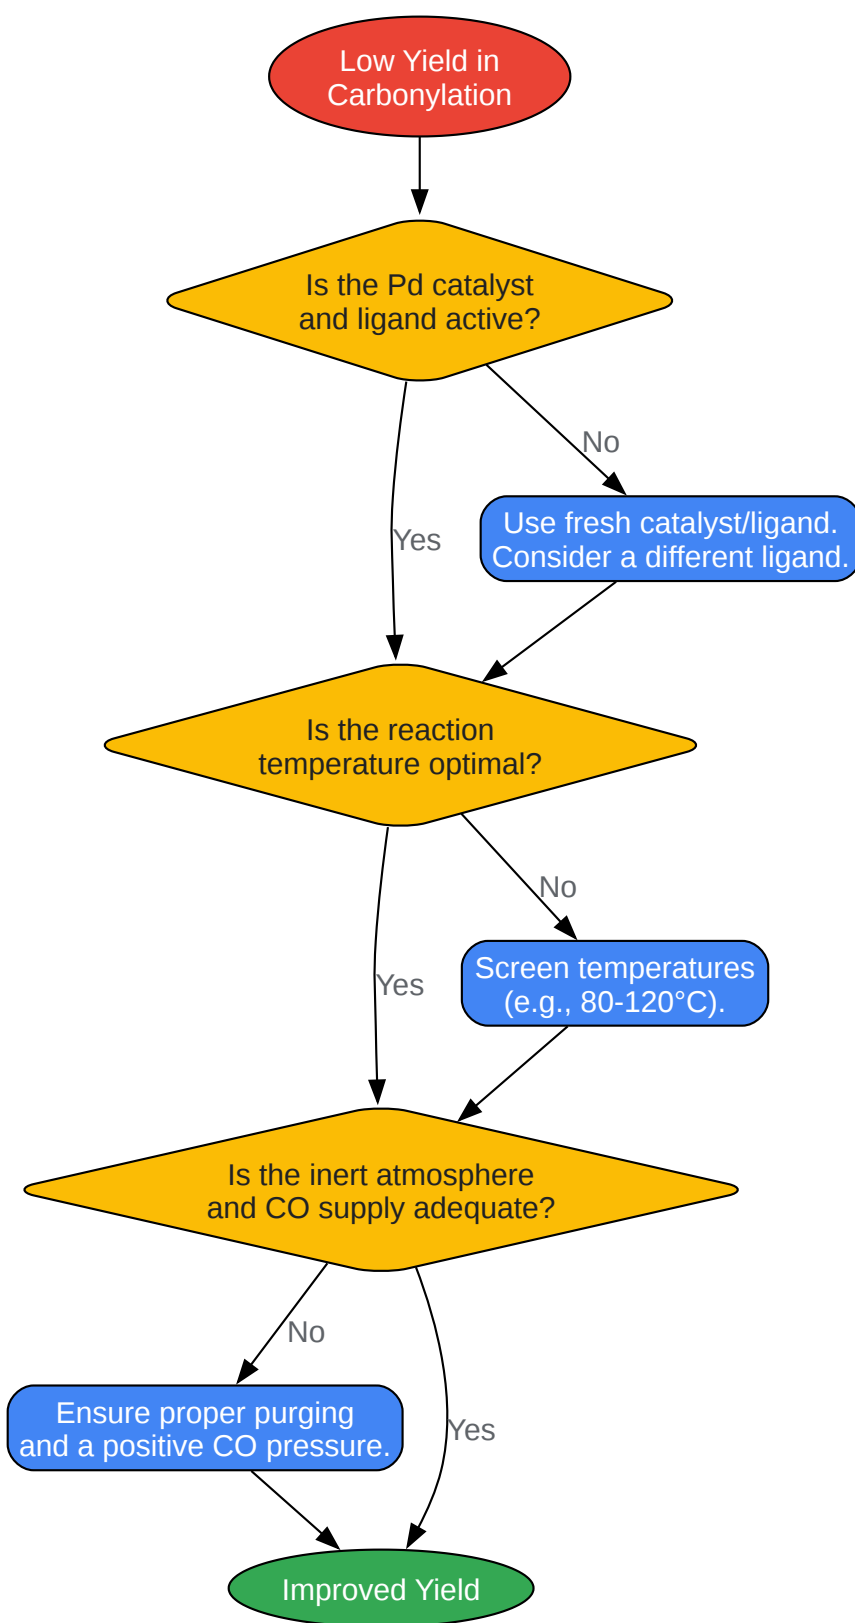 Low Yield in
Carbonylation
Is the Pd catalyst
and ligand active?
No
Use fresh catalyst/ligand.
Consider a different ligand.
Yes
Is the reaction
temperature optimal?
No
Screen temperatures
(e.g., 80-120°C).
Yes
Is the inert atmosphere
and CO supply adequate?
No
Ensure proper purging
and a positive CO pressure.
Yes
Improved Yield